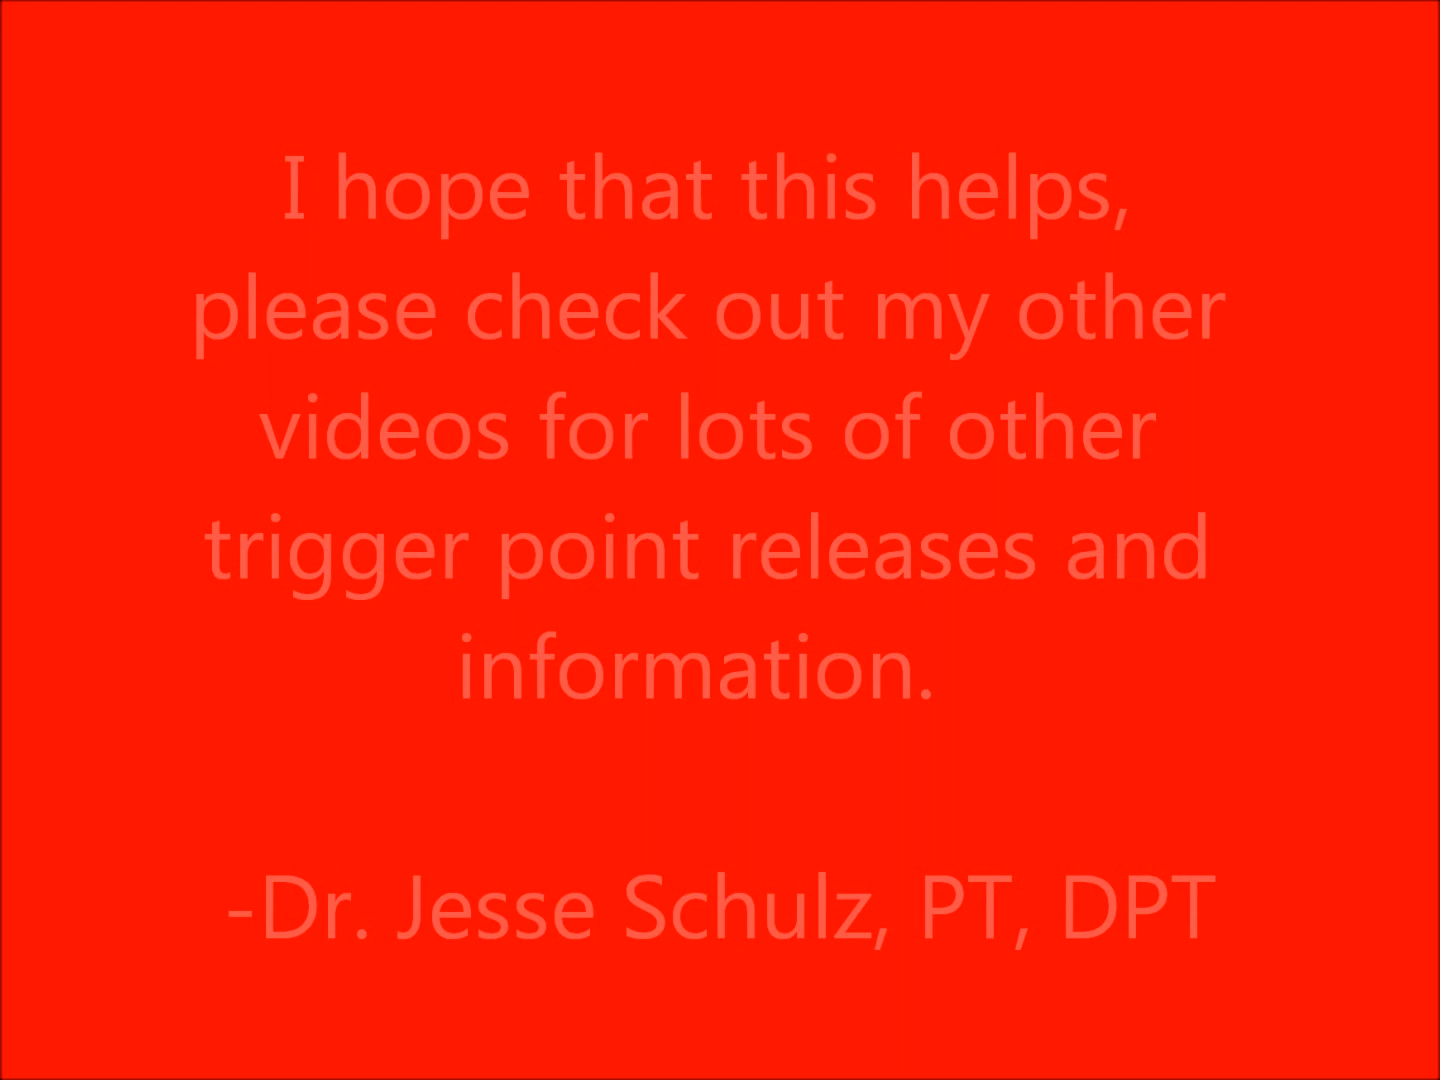 I hope that this helps,
please check out my other
videos for lots of other
trigger point releases and
information.
-Dr. Jesse Schulz, PT, DPT